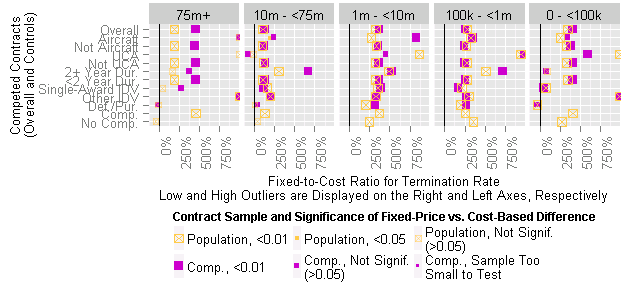 75m+ 10m - <75m 1m - <10m 100k - <1m 0 - <100k
Competed Contracts
(Overall and Controls)
Overall
Aircraft
Not Aircraft
UCA
Not UCA
2+ Year Dur.
<2 Year Dur.
Single-Award IDV
Other IDV
Def/Pur.
Comp.
No Comp.
0% 250% 500% 750% 0% 250% 500% 750% 0% 250% 500% 750% 0% 250% 500% 750% 0% 250% 500% 750%
Fixed-to-Cost Ratio for Termination Rate
Low and High Outliers are Displayed on the Right and Left Axes, Respectively
Contract Sample and Significance of Fixed-Price vs. Cost-Based Difference
Population, <0.01 Population, <0.05 Population, Not Signif. (>0.05)
Comp., <0.01 Comp., Not Signif. (>0.05) Comp., Sample Too Small to Test